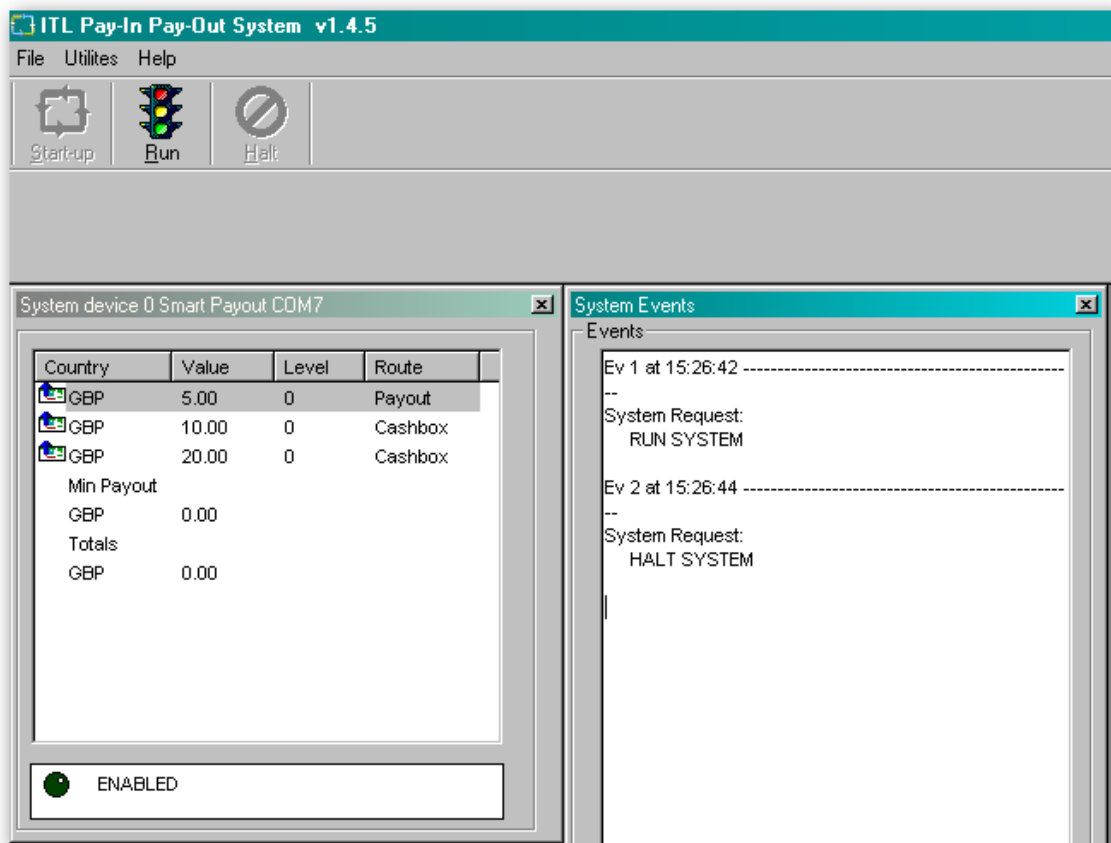 ITL Pay-In Pay-Out System v1.4.5
File Utilites Help
Start-up Run Halt
System device 0 Smart Payout COM7
Country Value Level Route
GBP 5.00 0 Payout
GBP 10.00 0 Cashbox
GBP 20.00 0 Cashbox
Min Payout
GBP 0.00
Totals
GBP 0.00
ENABLED
System Events
Events
Ev 1 at 15:26:42 ------------------------------------------------
--
System Request:
RUN SYSTEM
Ev 2 at 15:26:44 ------------------------------------------------
--
System Request:
HALT SYSTEM